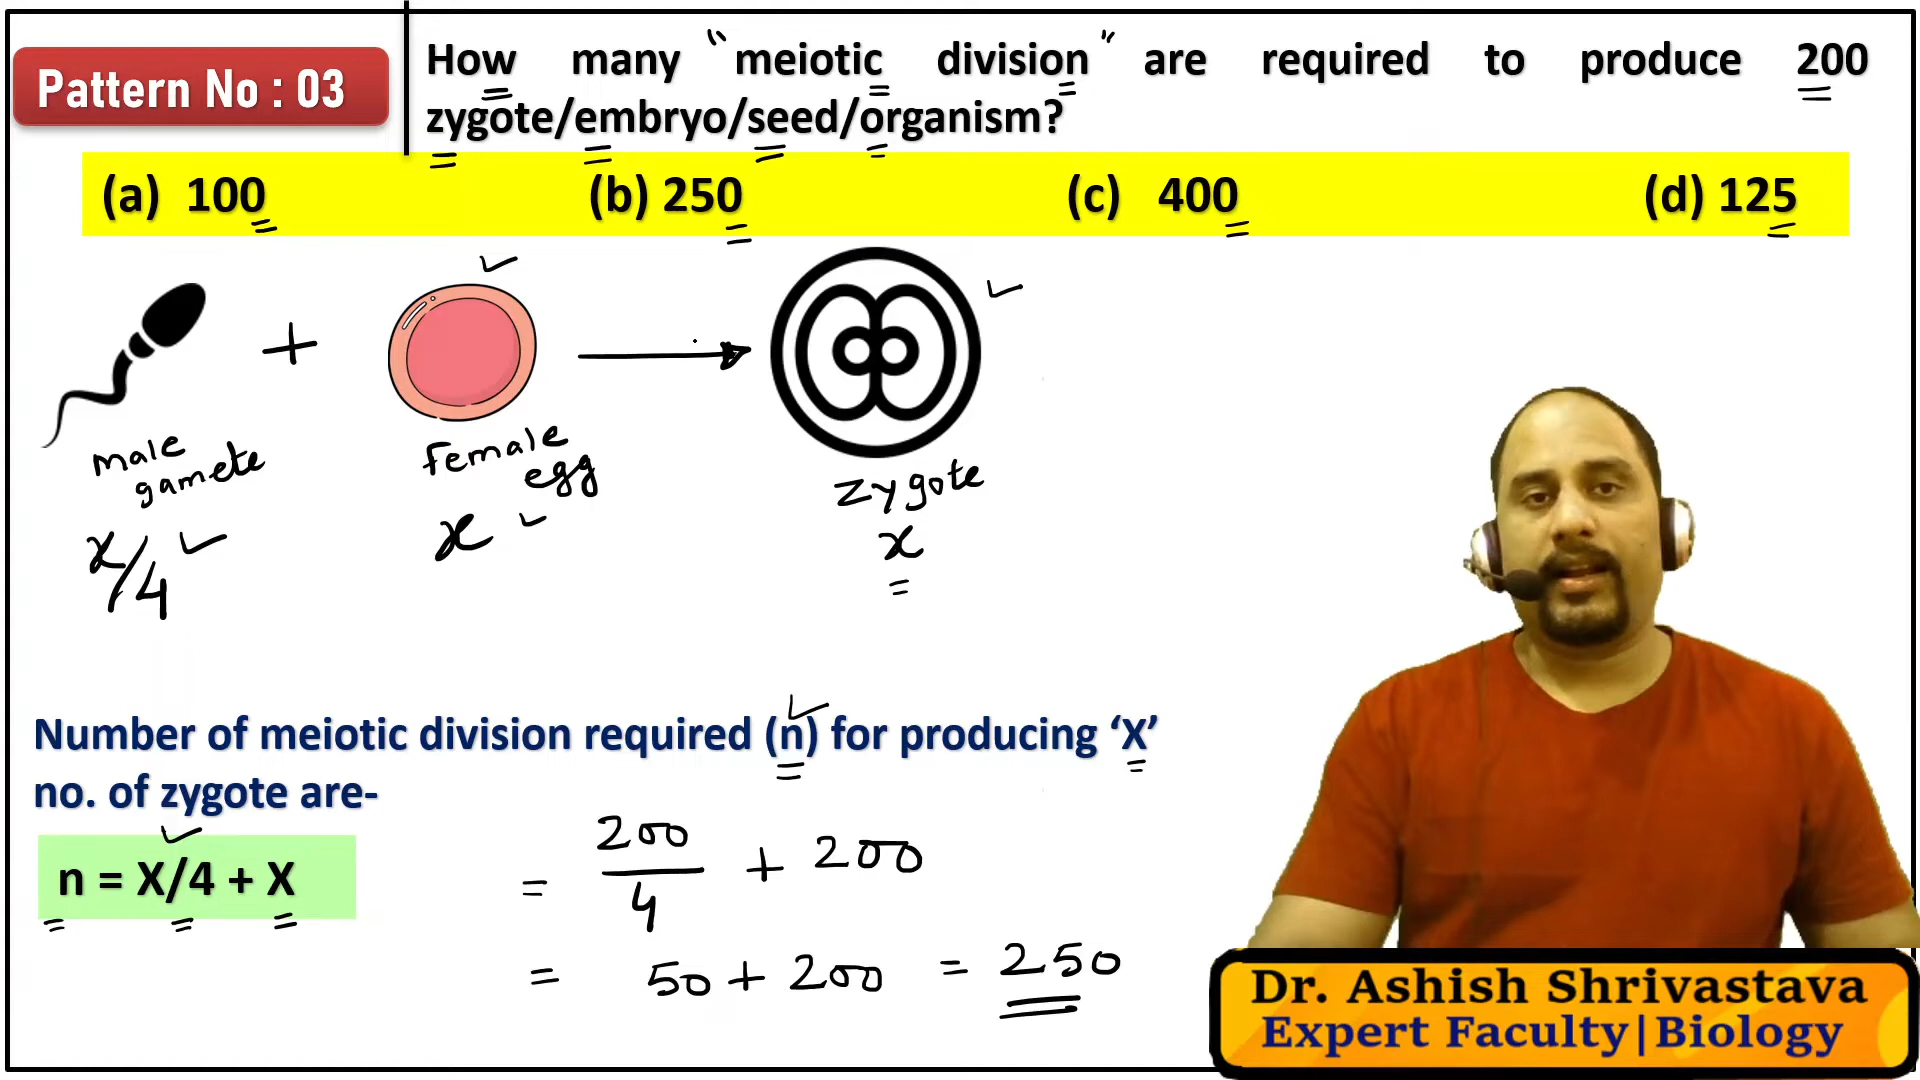 Pattern No : 03
How many "meiotic division" are required to produce 200
zygote/embryo/seed/organism?
(a) 100 (b) 250 (c) 400 (d) 125
+
male
gamete
female
egg
zygote
x/4
x
x
Number of meiotic division required (n) for producing ‘X’
no. of zygote are-
n = X/4 + X
= 200/4 + 200
= 50 + 200 = 250
Dr. Ashish Shrivastava
Expert Faculty|Biology